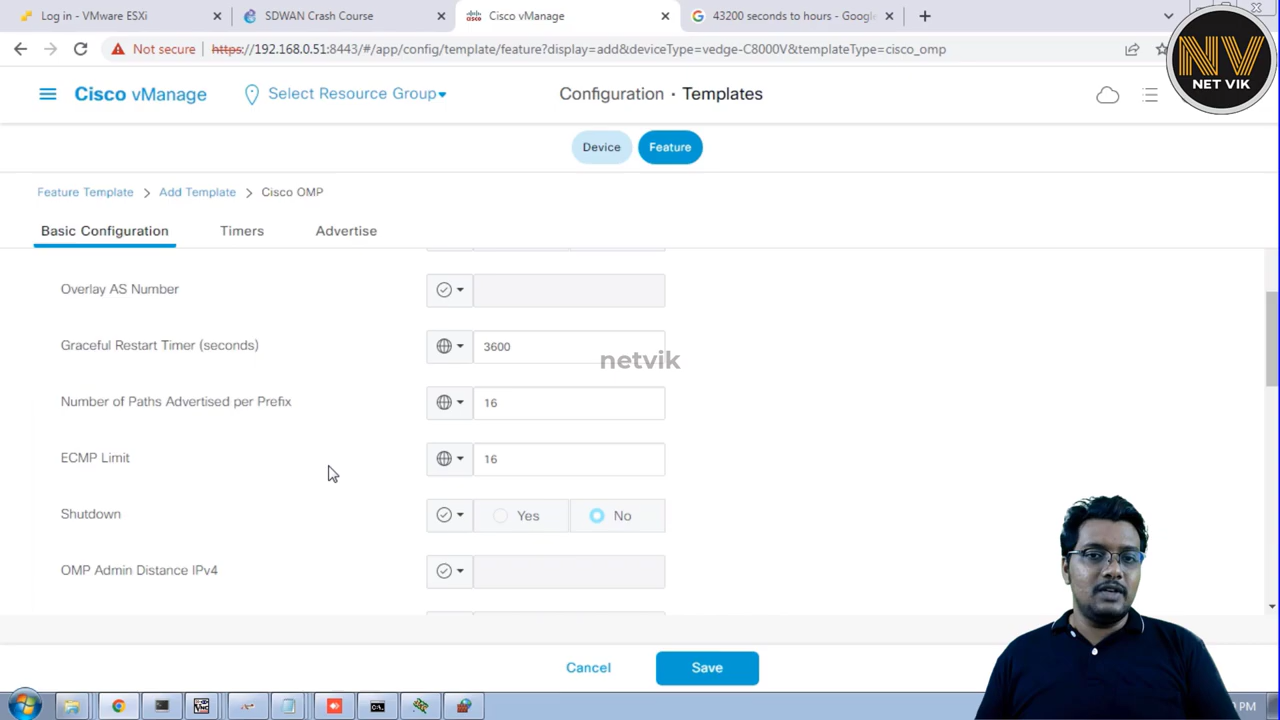 Log in - VMware ESXi
SDWAN Crash Course
Cisco vManage
43200 seconds to hours - Google
Not secure
https://192.168.0.51:8443/#/app/config/template/feature?display=add&deviceType=vedge-C8000V&templateType=cisco_omp
NV
NET VIK
Cisco vManage
Select Resource Group
Configuration · Templates
Device
Feature
Feature Template > Add Template > Cisco OMP
Basic Configuration
Timers
Advertise
Overlay AS Number
Graceful Restart Timer (seconds)
3600
netvik
Number of Paths Advertised per Prefix
16
ECMP Limit
16
Shutdown
Yes
No
OMP Admin Distance IPv4
Cancel
Save
PM